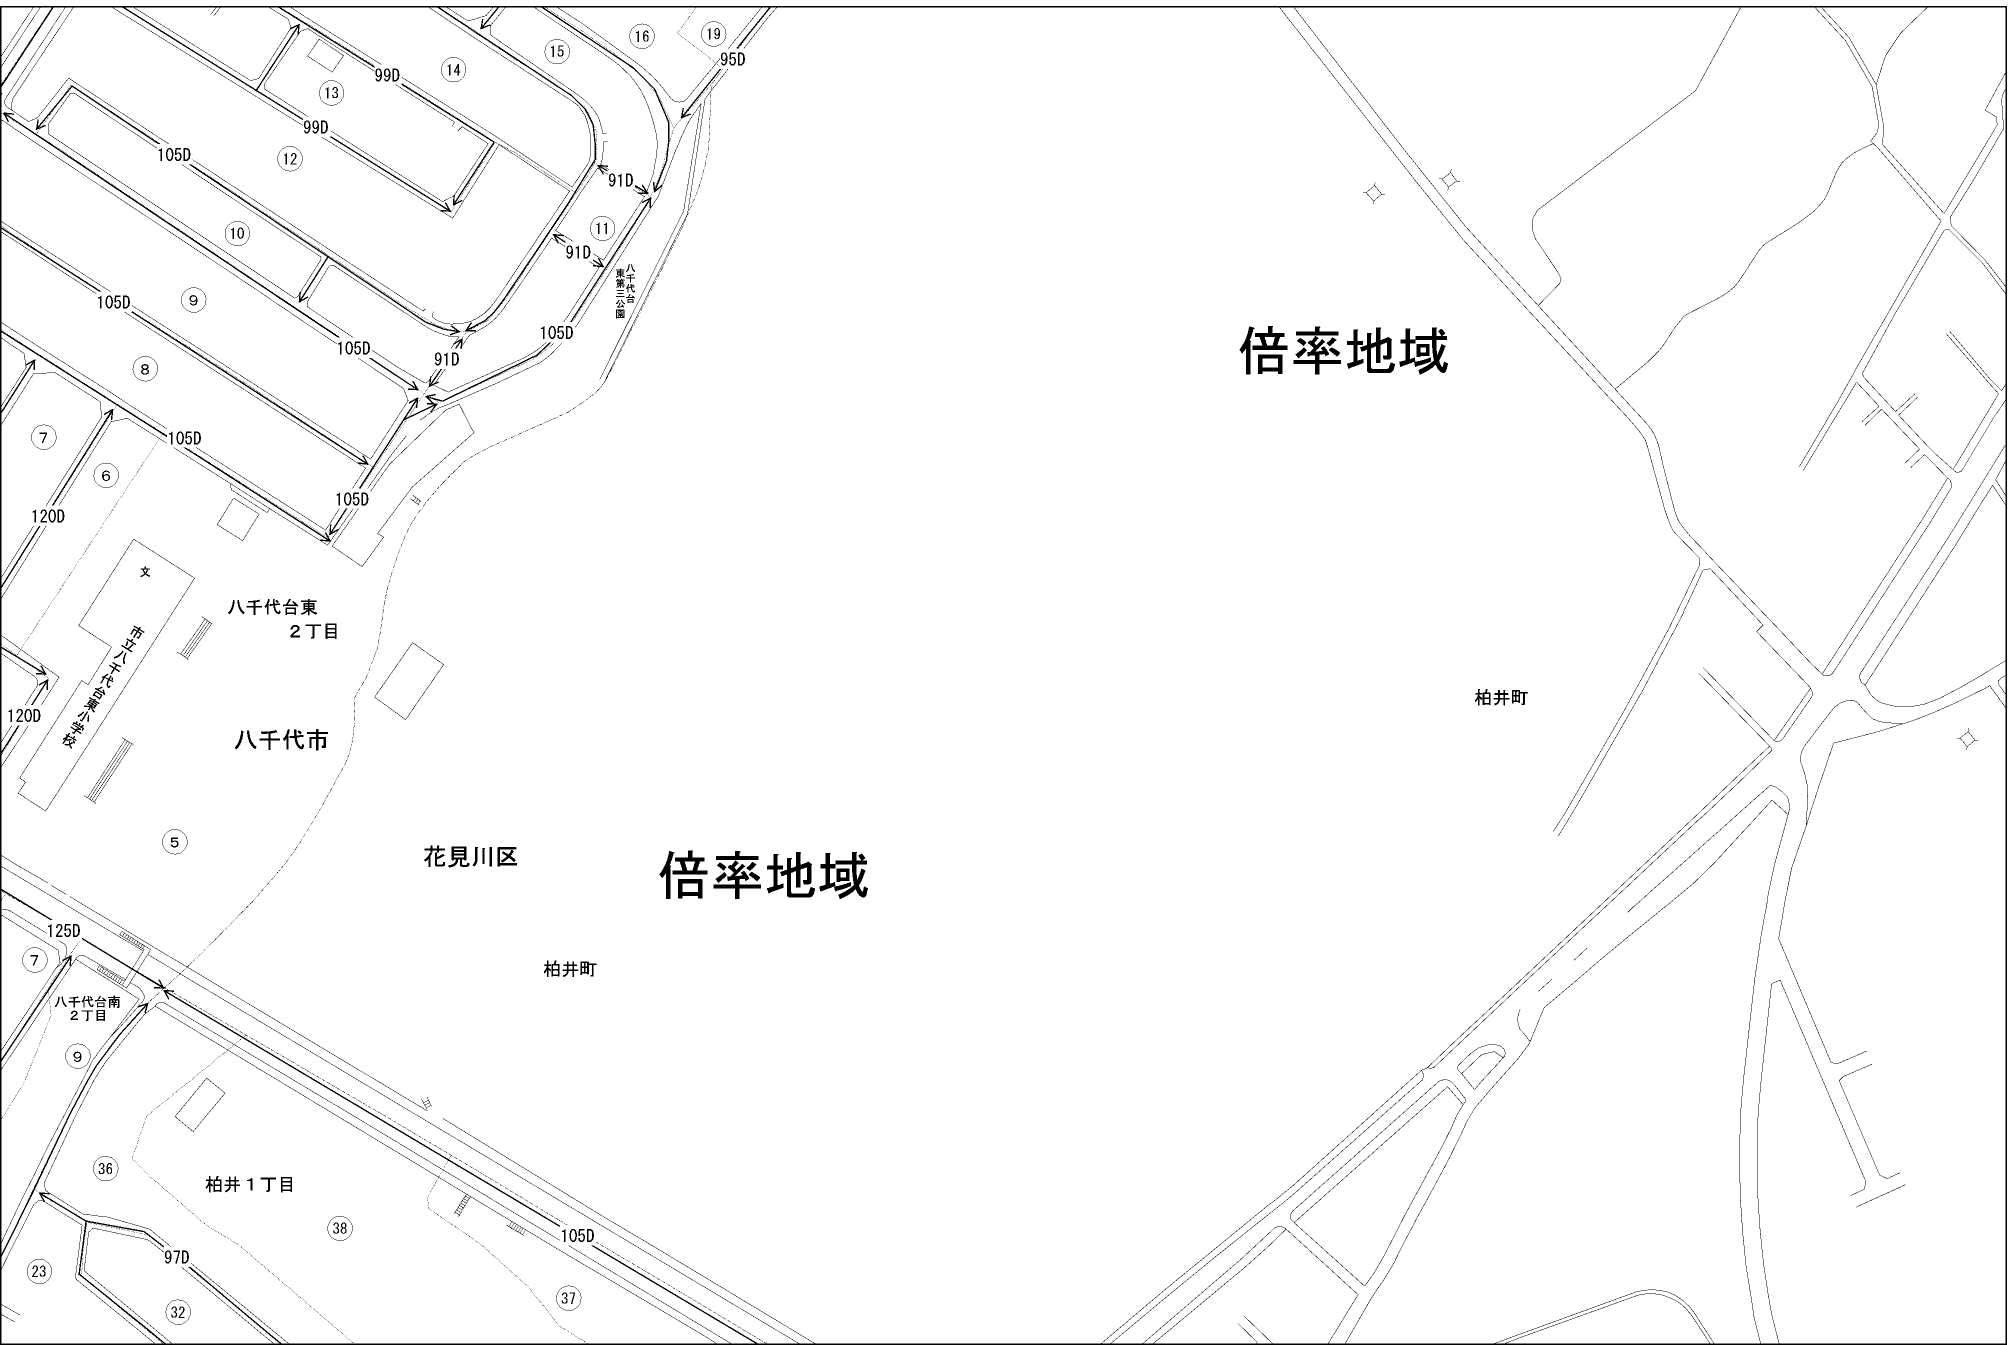 16
19
15
95D
14
99D
13
99D
105D
12
91D
11
10
91D
八千代台
東第三公園
9
105D
105D
105D
91D
倍率地域
8
7
105D
6
105D
120D
文
八千代台東
2丁目
市立八千代台東小学校
120D
柏井町
八千代市
5
花見川区
倍率地域
125D
7
柏井町
八千代台南
2丁目
9
36
柏井1丁目
38
105D
97D
23
32
37